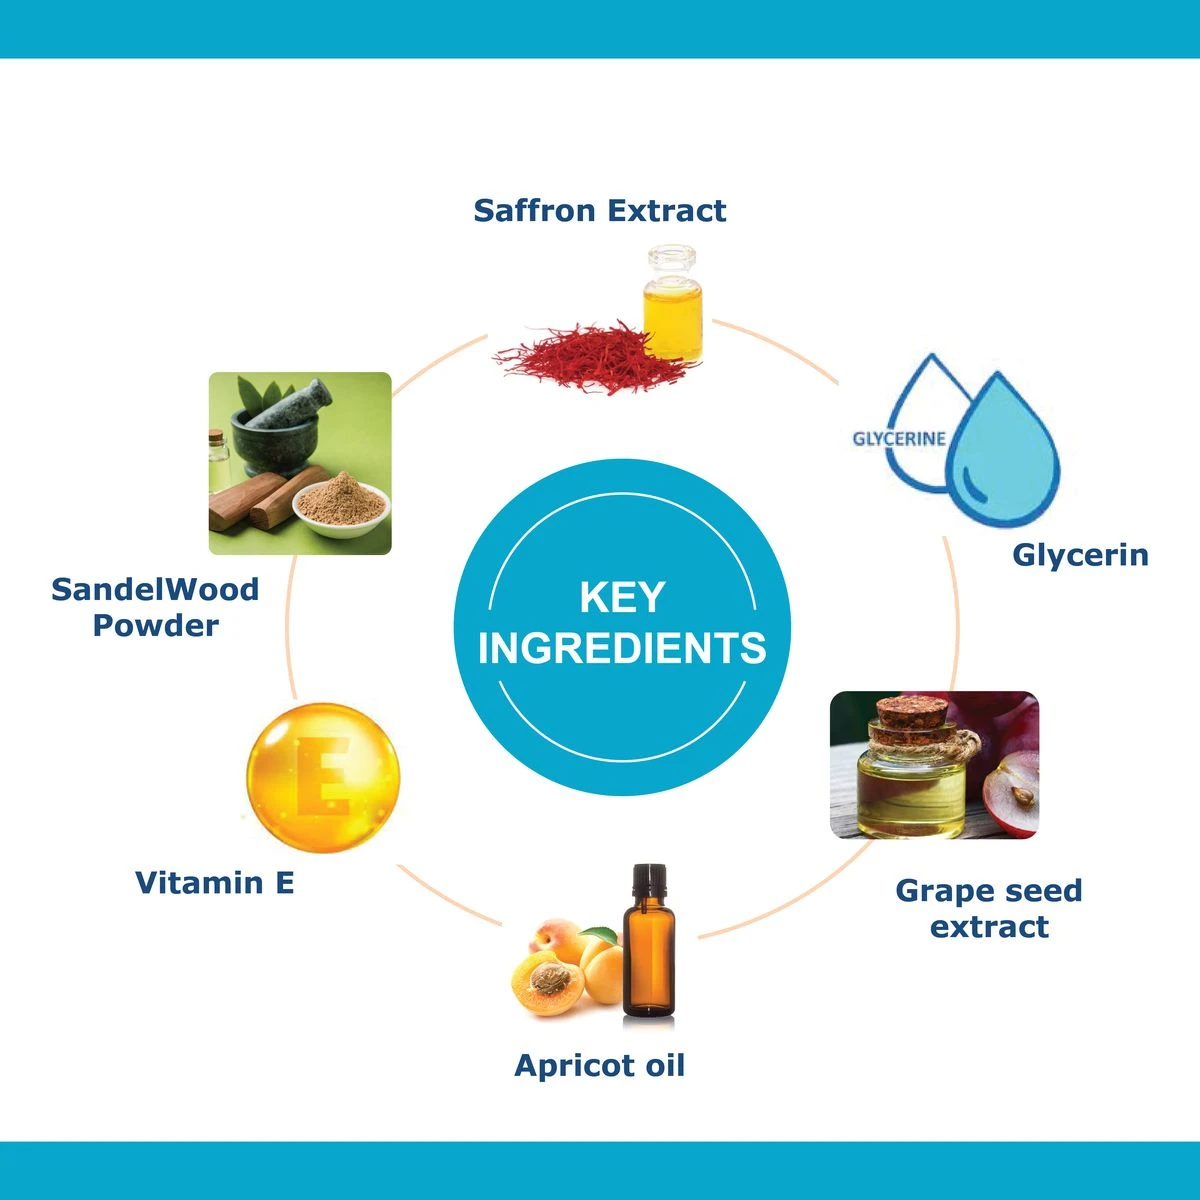 Saffron Extract
GLYCERINE
Glycerin
SandelWood
Powder
KEY
INGREDIENTS
E
Vitamin E
Grape seed
extract
Apricot oil